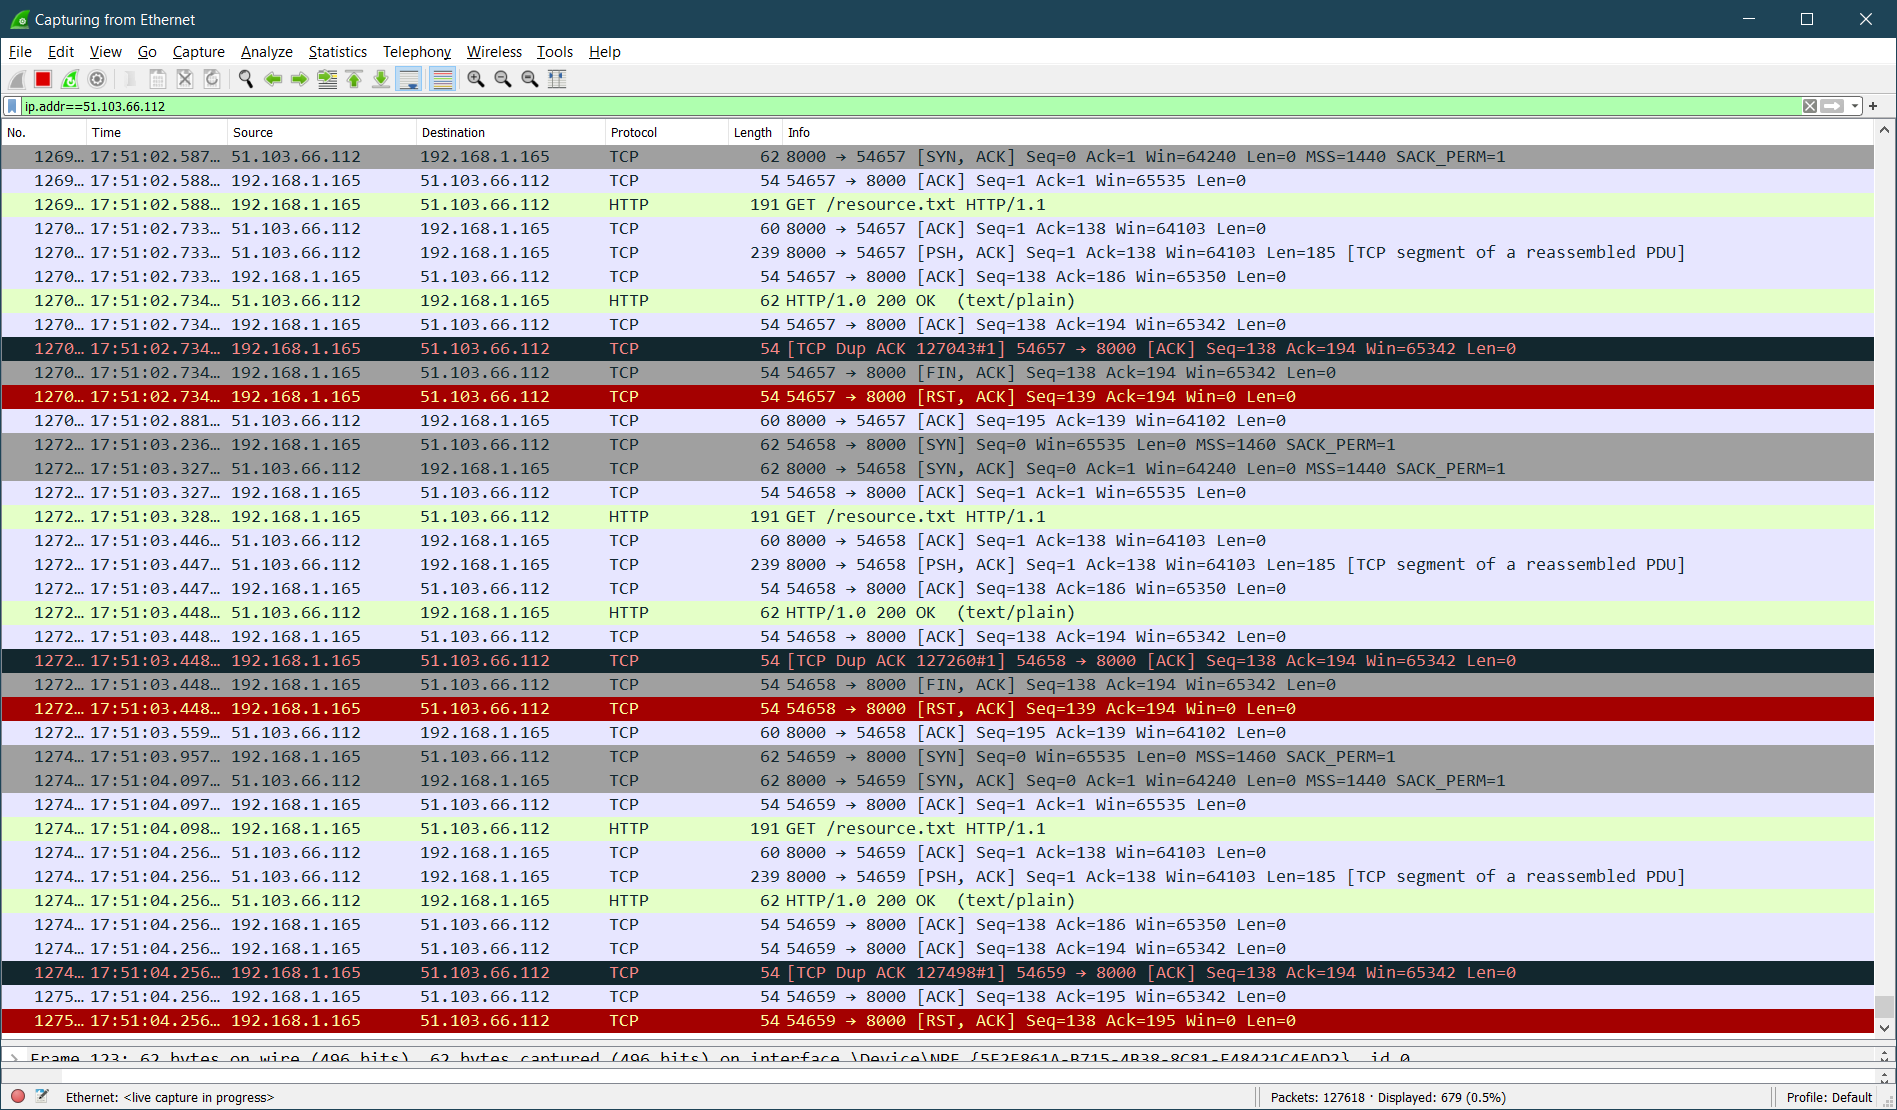 Capturing from Ethernet
File Edit View Go Capture Analyze Statistics Telephony Wireless Tools Help
ip.addr==51.103.66.112
No. Time Source Destination Protocol Length Info
1269… 17:51:02.587… 51.103.66.112 192.168.1.165 TCP 62 8000 → 54657 [SYN, ACK] Seq=0 Ack=1 Win=64240 Len=0 MSS=1440 SACK_PERM=1
1269… 17:51:02.588… 192.168.1.165 51.103.66.112 TCP 54 54657 → 8000 [ACK] Seq=1 Ack=1 Win=65535 Len=0
1269… 17:51:02.588… 192.168.1.165 51.103.66.112 HTTP 191 GET /resource.txt HTTP/1.1
1270… 17:51:02.733… 51.103.66.112 192.168.1.165 TCP 60 8000 → 54657 [ACK] Seq=1 Ack=138 Win=64103 Len=0
1270… 17:51:02.733… 51.103.66.112 192.168.1.165 TCP 239 8000 → 54657 [PSH, ACK] Seq=1 Ack=138 Win=64103 Len=185 [TCP segment of a reassembled PDU]
1270… 17:51:02.733… 192.168.1.165 51.103.66.112 TCP 54 54657 → 8000 [ACK] Seq=138 Ack=186 Win=65350 Len=0
1270… 17:51:02.734… 51.103.66.112 192.168.1.165 HTTP 62 HTTP/1.0 200 OK (text/plain)
1270… 17:51:02.734… 192.168.1.165 51.103.66.112 TCP 54 54657 → 8000 [ACK] Seq=138 Ack=194 Win=65342 Len=0
1270… 17:51:02.734… 192.168.1.165 51.103.66.112 TCP 54 [TCP Dup ACK 127043#1] 54657 → 8000 [ACK] Seq=138 Ack=194 Win=65342 Len=0
1270… 17:51:02.734… 192.168.1.165 51.103.66.112 TCP 54 54657 → 8000 [FIN, ACK] Seq=138 Ack=194 Win=65342 Len=0
1270… 17:51:02.734… 192.168.1.165 51.103.66.112 TCP 54 54657 → 8000 [RST, ACK] Seq=139 Ack=194 Win=0 Len=0
1270… 17:51:02.881… 51.103.66.112 192.168.1.165 TCP 60 8000 → 54657 [ACK] Seq=195 Ack=139 Win=64102 Len=0
1272… 17:51:03.236… 192.168.1.165 51.103.66.112 TCP 62 54658 → 8000 [SYN] Seq=0 Win=65535 Len=0 MSS=1460 SACK_PERM=1
1272… 17:51:03.327… 51.103.66.112 192.168.1.165 TCP 62 8000 → 54658 [SYN, ACK] Seq=0 Ack=1 Win=64240 Len=0 MSS=1440 SACK_PERM=1
1272… 17:51:03.327… 192.168.1.165 51.103.66.112 TCP 54 54658 → 8000 [ACK] Seq=1 Ack=1 Win=65535 Len=0
1272… 17:51:03.328… 192.168.1.165 51.103.66.112 HTTP 191 GET /resource.txt HTTP/1.1
1272… 17:51:03.446… 51.103.66.112 192.168.1.165 TCP 60 8000 → 54658 [ACK] Seq=1 Ack=138 Win=64103 Len=0
1272… 17:51:03.447… 51.103.66.112 192.168.1.165 TCP 239 8000 → 54658 [PSH, ACK] Seq=1 Ack=138 Win=64103 Len=185 [TCP segment of a reassembled PDU]
1272… 17:51:03.447… 192.168.1.165 51.103.66.112 TCP 54 54658 → 8000 [ACK] Seq=138 Ack=186 Win=65350 Len=0
1272… 17:51:03.448… 51.103.66.112 192.168.1.165 HTTP 62 HTTP/1.0 200 OK (text/plain)
1272… 17:51:03.448… 192.168.1.165 51.103.66.112 TCP 54 54658 → 8000 [ACK] Seq=138 Ack=194 Win=65342 Len=0
1272… 17:51:03.448… 192.168.1.165 51.103.66.112 TCP 54 [TCP Dup ACK 127260#1] 54658 → 8000 [ACK] Seq=138 Ack=194 Win=65342 Len=0
1272… 17:51:03.448… 192.168.1.165 51.103.66.112 TCP 54 54658 → 8000 [FIN, ACK] Seq=138 Ack=194 Win=65342 Len=0
1272… 17:51:03.448… 192.168.1.165 51.103.66.112 TCP 54 54658 → 8000 [RST, ACK] Seq=139 Ack=194 Win=0 Len=0
1272… 17:51:03.559… 51.103.66.112 192.168.1.165 TCP 60 8000 → 54658 [ACK] Seq=195 Ack=139 Win=64102 Len=0
1274… 17:51:03.957… 192.168.1.165 51.103.66.112 TCP 62 54659 → 8000 [SYN] Seq=0 Win=65535 Len=0 MSS=1460 SACK_PERM=1
1274… 17:51:04.097… 51.103.66.112 192.168.1.165 TCP 62 8000 → 54659 [SYN, ACK] Seq=0 Ack=1 Win=64240 Len=0 MSS=1440 SACK_PERM=1
1274… 17:51:04.097… 192.168.1.165 51.103.66.112 TCP 54 54659 → 8000 [ACK] Seq=1 Ack=1 Win=65535 Len=0
1274… 17:51:04.098… 192.168.1.165 51.103.66.112 HTTP 191 GET /resource.txt HTTP/1.1
1274… 17:51:04.256… 51.103.66.112 192.168.1.165 TCP 60 8000 → 54659 [ACK] Seq=1 Ack=138 Win=64103 Len=0
1274… 17:51:04.256… 51.103.66.112 192.168.1.165 TCP 239 8000 → 54659 [PSH, ACK] Seq=1 Ack=138 Win=64103 Len=185 [TCP segment of a reassembled PDU]
1274… 17:51:04.256… 51.103.66.112 192.168.1.165 HTTP 62 HTTP/1.0 200 OK (text/plain)
1274… 17:51:04.256… 192.168.1.165 51.103.66.112 TCP 54 54659 → 8000 [ACK] Seq=138 Ack=186 Win=65350 Len=0
1274… 17:51:04.256… 192.168.1.165 51.103.66.112 TCP 54 54659 → 8000 [ACK] Seq=138 Ack=194 Win=65342 Len=0
1274… 17:51:04.256… 192.168.1.165 51.103.66.112 TCP 54 [TCP Dup ACK 127498#1] 54659 → 8000 [ACK] Seq=138 Ack=194 Win=65342 Len=0
1275… 17:51:04.256… 192.168.1.165 51.103.66.112 TCP 54 54659 → 8000 [ACK] Seq=138 Ack=195 Win=65342 Len=0
1275… 17:51:04.256… 192.168.1.165 51.103.66.112 TCP 54 54659 → 8000 [RST, ACK] Seq=138 Ack=195 Win=0 Len=0
Frame 123: 62 bytes on wire (496 bits), 62 bytes captured (496 bits) on interface
Ethernet: <live capture in progress> Packets: 127618 · Displayed: 679 (0.5%) Profile: Default